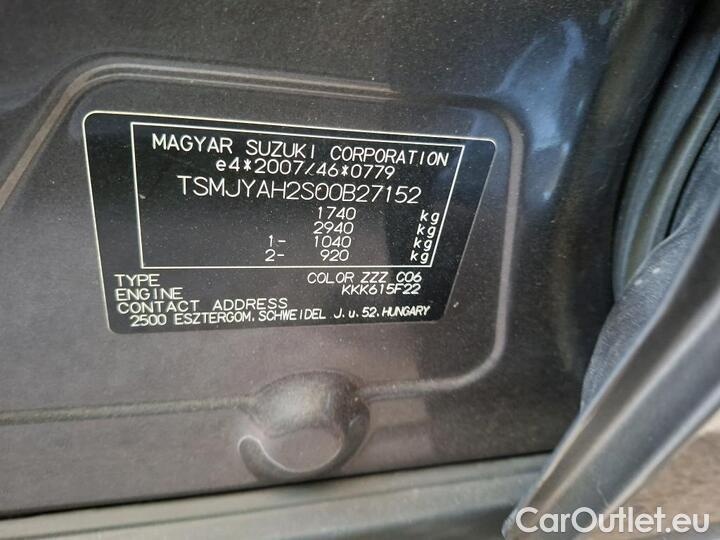 MAGYAR SUZUKI CORPORATION
e4*2007/46*0779
TSMJYAH2S00B27152
1740 kg
2940 kg
1- 1040 kg
2- 920 kg
TYPE COLOR ZZZ C06
ENGINE KKK615F22
CONTACT ADDRESS
2500 ESZTERGOM, SCHWEIDEL J.u.52.HUNGARY
CarOutlet.eu